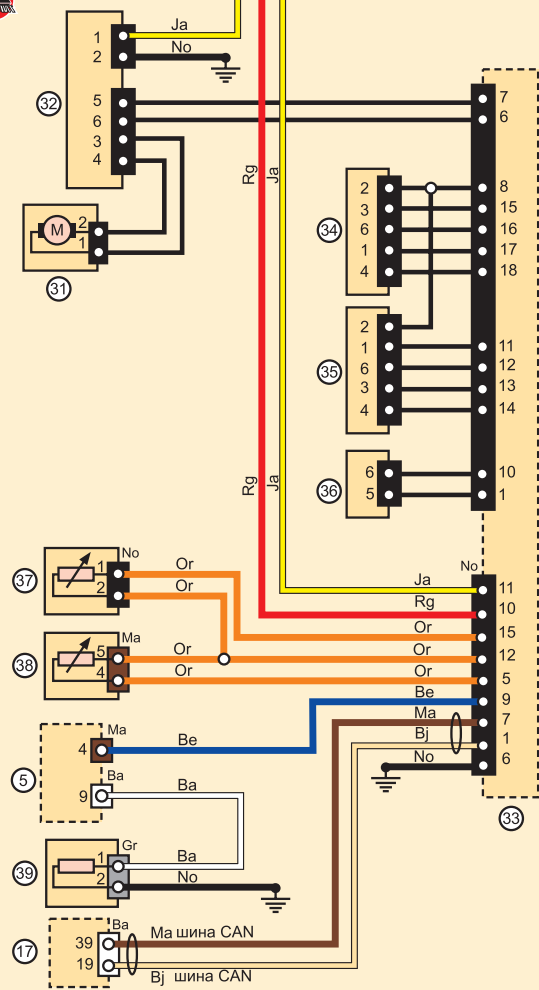 1 Ja
2 No
32
5
6
3
4
7
6
2
1
M
31
Rg Ja
34
2
3
6
1
4
8
15
16
17
18
35
2
1
6
3
4
11
12
13
14
36
6
5
10
1
Rg Ja
37
No
1 Or
2 Or
38
Ma
5 Or
4 Or
No
Ja 11
Rg 10
Or 15
Or 12
Or 5
Be 9
Ma 7
Bj 1
No 6
33
5
Ma
4 Be
Ba
9 Ba
39
Gr
1 Ba
2 No
17
Ba
39 Ma шина CAN
19 Bj шина CAN